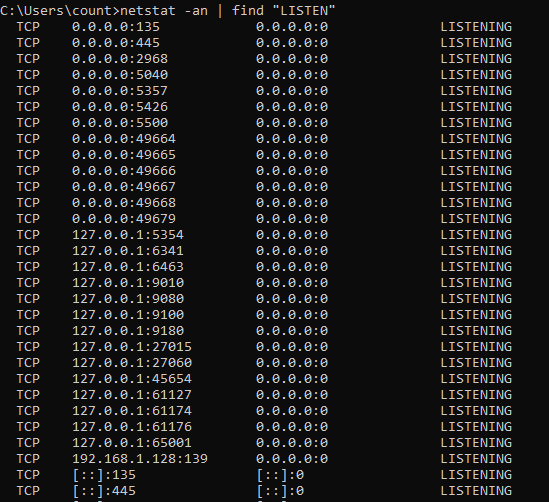 C:\Users\count>netstat -an | find "LISTEN"
TCP 0.0.0.0:135 0.0.0.0:0 LISTENING
TCP 0.0.0.0:445 0.0.0.0:0 LISTENING
TCP 0.0.0.0:2968 0.0.0.0:0 LISTENING
TCP 0.0.0.0:5040 0.0.0.0:0 LISTENING
TCP 0.0.0.0:5357 0.0.0.0:0 LISTENING
TCP 0.0.0.0:5426 0.0.0.0:0 LISTENING
TCP 0.0.0.0:5500 0.0.0.0:0 LISTENING
TCP 0.0.0.0:49664 0.0.0.0:0 LISTENING
TCP 0.0.0.0:49665 0.0.0.0:0 LISTENING
TCP 0.0.0.0:49666 0.0.0.0:0 LISTENING
TCP 0.0.0.0:49667 0.0.0.0:0 LISTENING
TCP 0.0.0.0:49668 0.0.0.0:0 LISTENING
TCP 0.0.0.0:49679 0.0.0.0:0 LISTENING
TCP 127.0.0.1:5354 0.0.0.0:0 LISTENING
TCP 127.0.0.1:6341 0.0.0.0:0 LISTENING
TCP 127.0.0.1:6463 0.0.0.0:0 LISTENING
TCP 127.0.0.1:9010 0.0.0.0:0 LISTENING
TCP 127.0.0.1:9080 0.0.0.0:0 LISTENING
TCP 127.0.0.1:9100 0.0.0.0:0 LISTENING
TCP 127.0.0.1:9180 0.0.0.0:0 LISTENING
TCP 127.0.0.1:27015 0.0.0.0:0 LISTENING
TCP 127.0.0.1:27060 0.0.0.0:0 LISTENING
TCP 127.0.0.1:45654 0.0.0.0:0 LISTENING
TCP 127.0.0.1:61127 0.0.0.0:0 LISTENING
TCP 127.0.0.1:61174 0.0.0.0:0 LISTENING
TCP 127.0.0.1:61176 0.0.0.0:0 LISTENING
TCP 127.0.0.1:65001 0.0.0.0:0 LISTENING
TCP 192.168.1.128:139 0.0.0.0:0 LISTENING
TCP [::]:135 [::]:0 LISTENING
TCP [::]:445 [::]:0 LISTENING